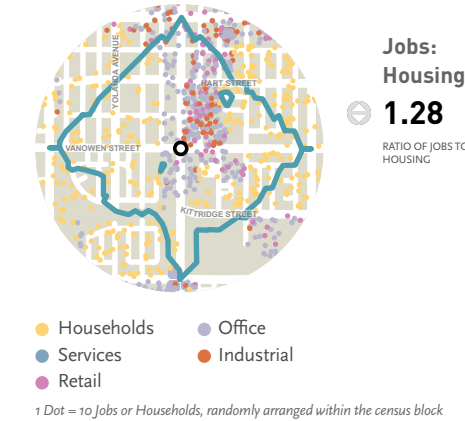 YOLANDA AVENUE
HART STREET
VANOWEN STREET
KITTRIDGE STREET
Jobs:
Housing
1.28
RATIO OF JOBS TO
HOUSING
Households
Office
Services
Industrial
Retail
1 Dot = 10 Jobs or Households, randomly arranged within the census block